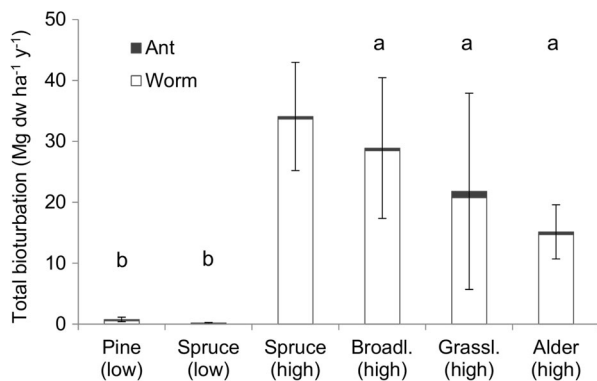 Total bioturbation (Mg dw ha⁻¹ y⁻¹)
50
40
30
20
10
0
Ant
Worm
b b a a a
Pine Spruce Spruce Broadl. Grassl. Alder
(low) (low) (high) (high) (high) (high)